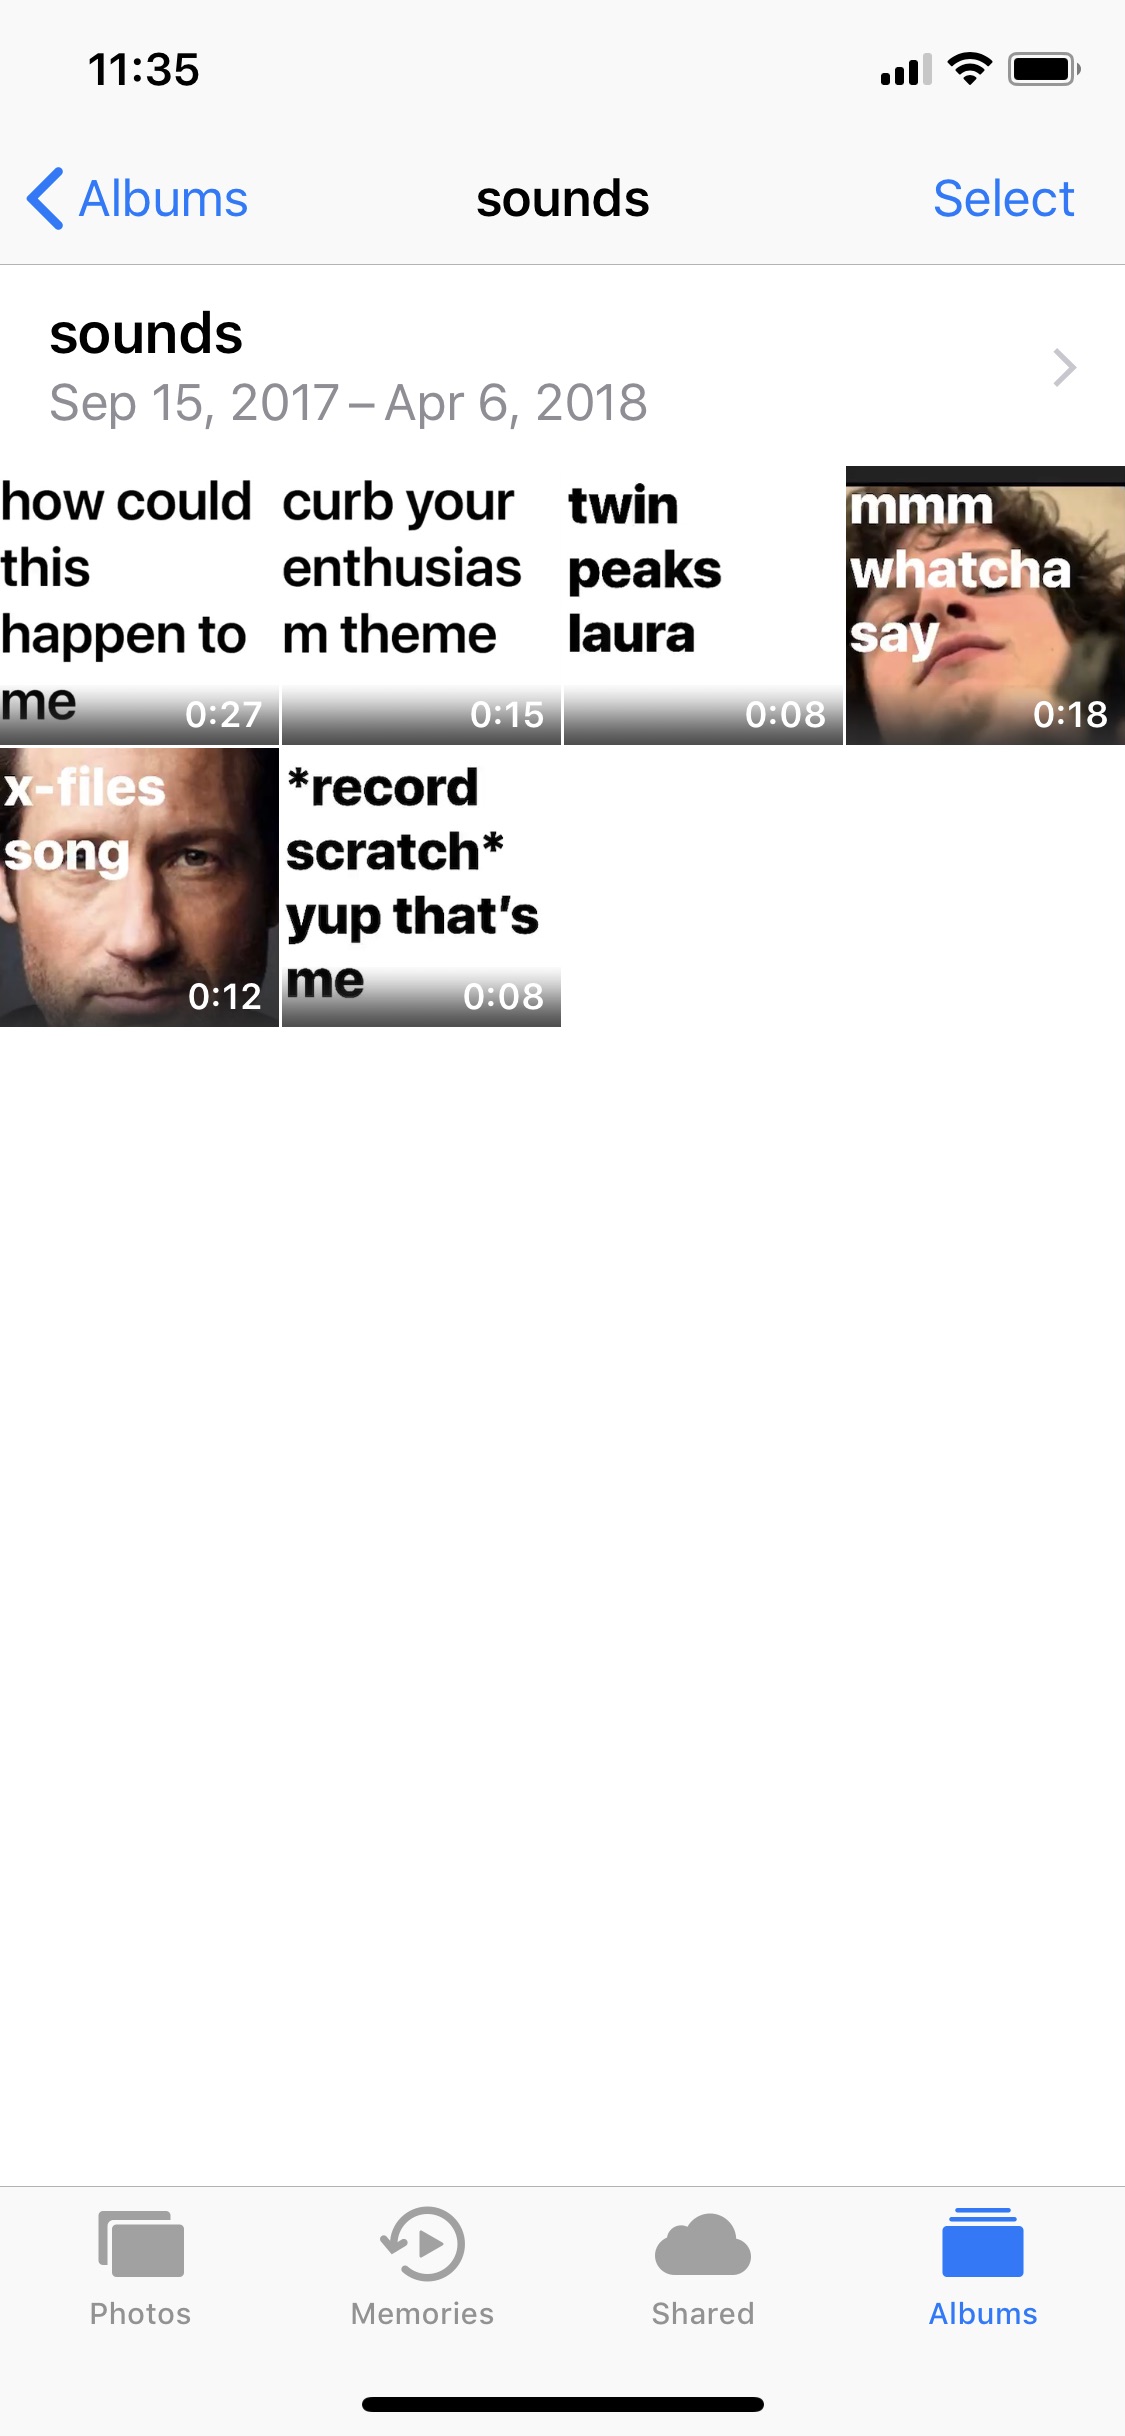 11:35
Albums
sounds
Select
sounds
Sep 15, 2017 – Apr 6, 2018
how could
this
happen to
me
0:27
curb your
enthusias
m theme
0:15
twin
peaks
laura
0:08
mmm
whatcha
say
0:18
x-files
song
0:12
*record
scratch*
yup that’s
me
0:08
Photos
Memories
Shared
Albums